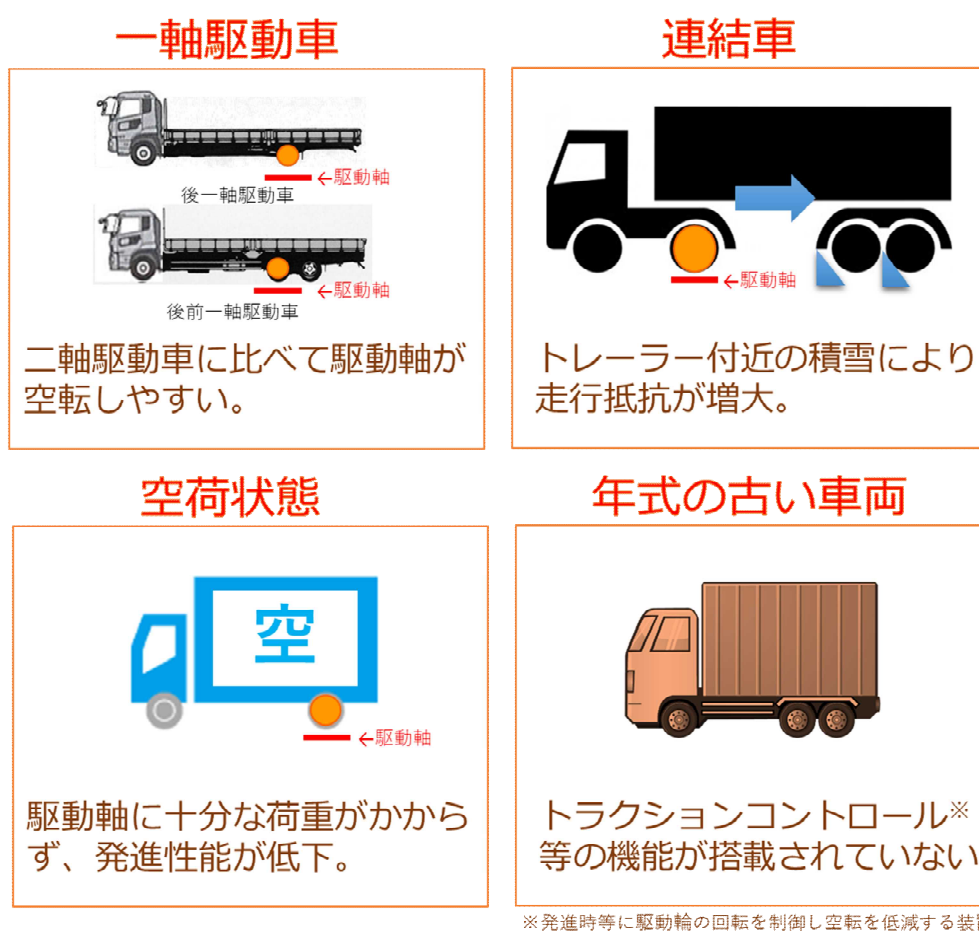 一軸駆動車
←駆動軸
後一軸駆動車
←駆動軸
後前一軸駆動車
二軸駆動車に比べて駆動軸が
空転しやすい。
連結車
←駆動軸
トレーラー付近の積雪により
走行抵抗が増大。
空荷状態
空
←駆動軸
駆動軸に十分な荷重がかから
ず、発進性能が低下。
年式の古い車両
トラクションコントロール※
等の機能が搭載されていない
※発進時等に駆動輪の回転を制御し空転を低減する装